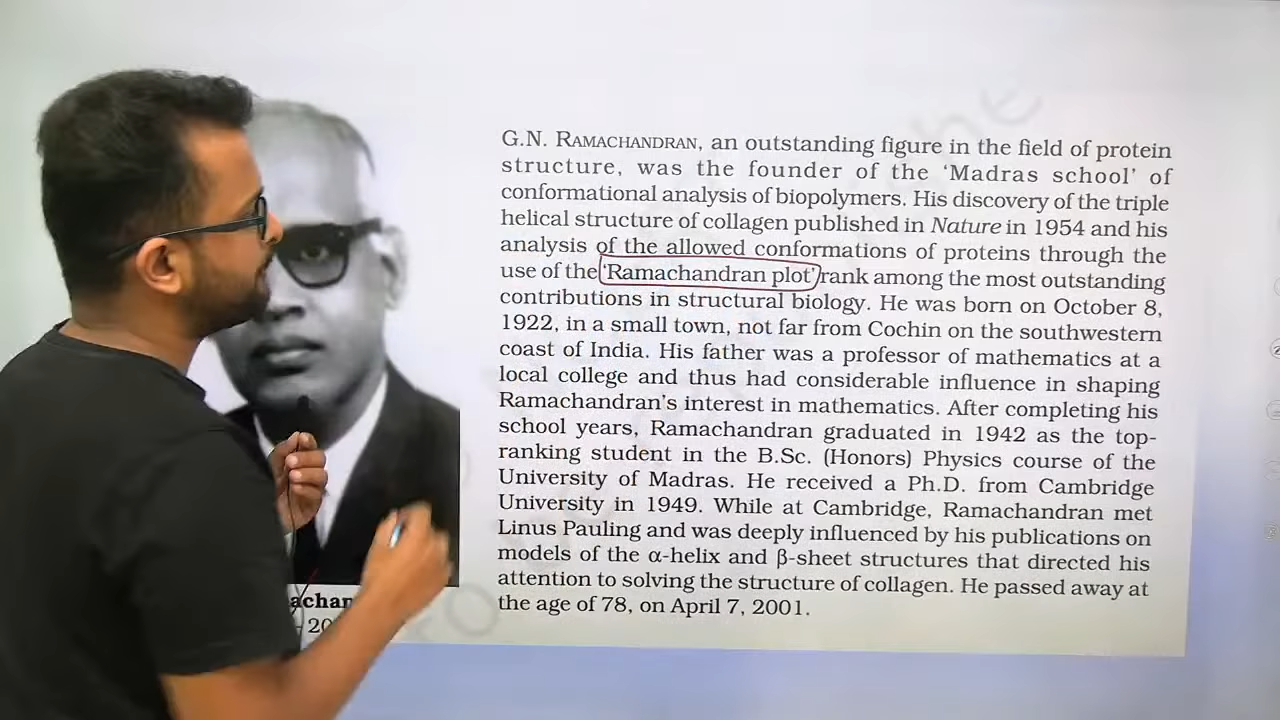 G.N. RAMACHANDRAN, an outstanding figure in the field of protein
structure, was the founder of the ‘Madras school’ of
conformational analysis of biopolymers. His discovery of the triple
helical structure of collagen published in Nature in 1954 and his
analysis of the allowed conformations of proteins through the
use of the ‘Ramachandran plot’ rank among the most outstanding
contributions in structural biology. He was born on October 8,
1922, in a small town, not far from Cochin on the southwestern
coast of India. His father was a professor of mathematics at a
local college and thus had considerable influence in shaping
Ramachandran’s interest in mathematics. After completing his
school years, Ramachandran graduated in 1942 as the top-
ranking student in the B.Sc. (Honors) Physics course of the
University of Madras. He received a Ph.D. from Cambridge
University in 1949. While at Cambridge, Ramachandran met
Linus Pauling and was deeply influenced by his publications on
models of the α-helix and β-sheet structures that directed his
attention to solving the structure of collagen. He passed away at
the age of 78, on April 7, 2001.